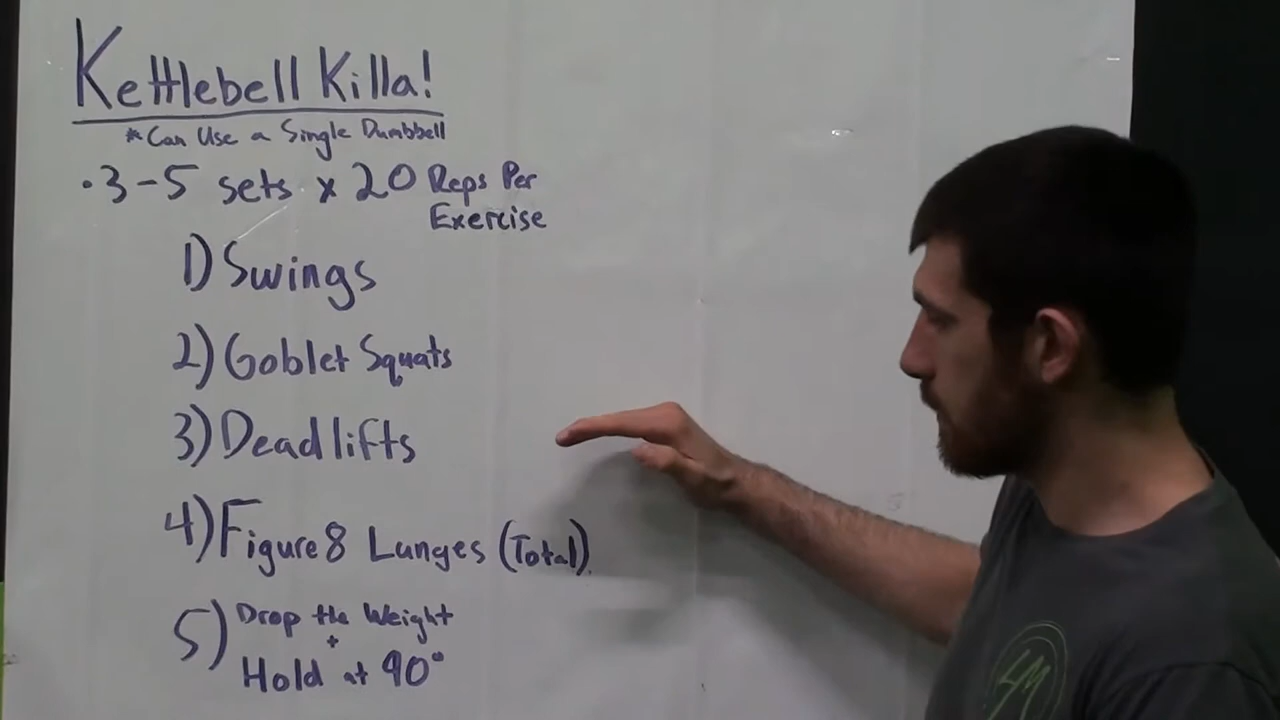 Kettlebell Killa!
*Can Use a Single Dumbbell
• 3-5 sets x 20 Reps Per
Exercise
1) Swings
2) Goblet Squats
3) Deadlifts
4) Figure 8 Lunges (Total)
5) Drop the Weight
+
Hold at 90°
LM